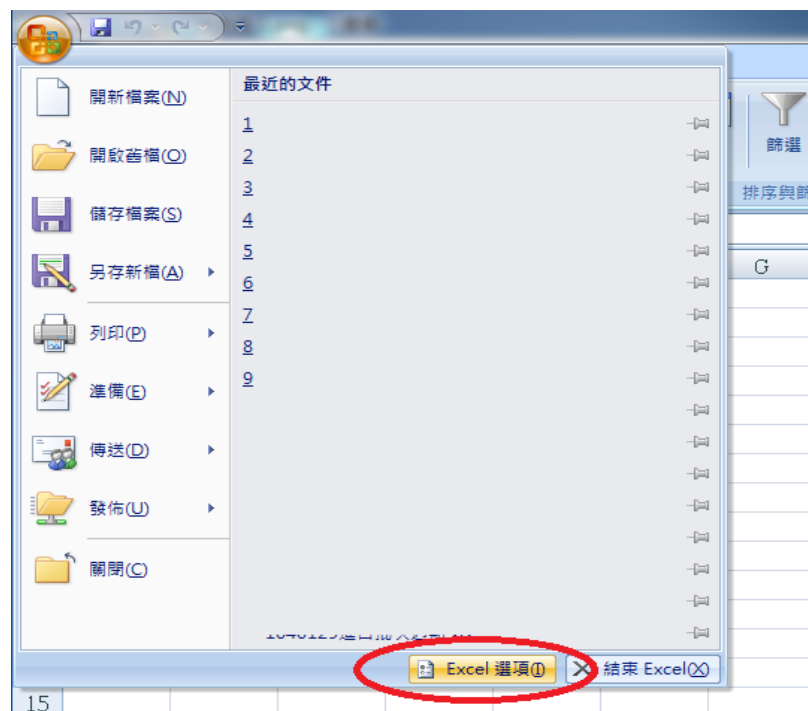 開新檔案(N)
開啟舊檔(O)
儲存檔案(S)
另存新檔(A)
列印(P)
準備(E)
傳送(D)
發佈(U)
關閉(C)
最近的文件
1
2
3
4
5
6
7
8
9
Excel 選項(I)
結束 Excel(X)
篩選
排序與篩
G
15